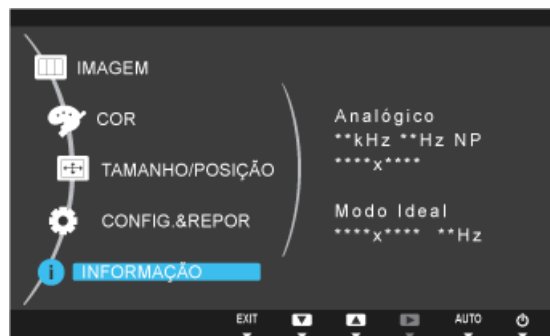 IMAGEM
COR
TAMANHO/POSIÇÃO
CONFIG.&REPOR
INFORMAÇÃO
Analógico
**kHz **Hz NP
****x****
Modo Ideal
****x**** **Hz
EXIT
AUTO